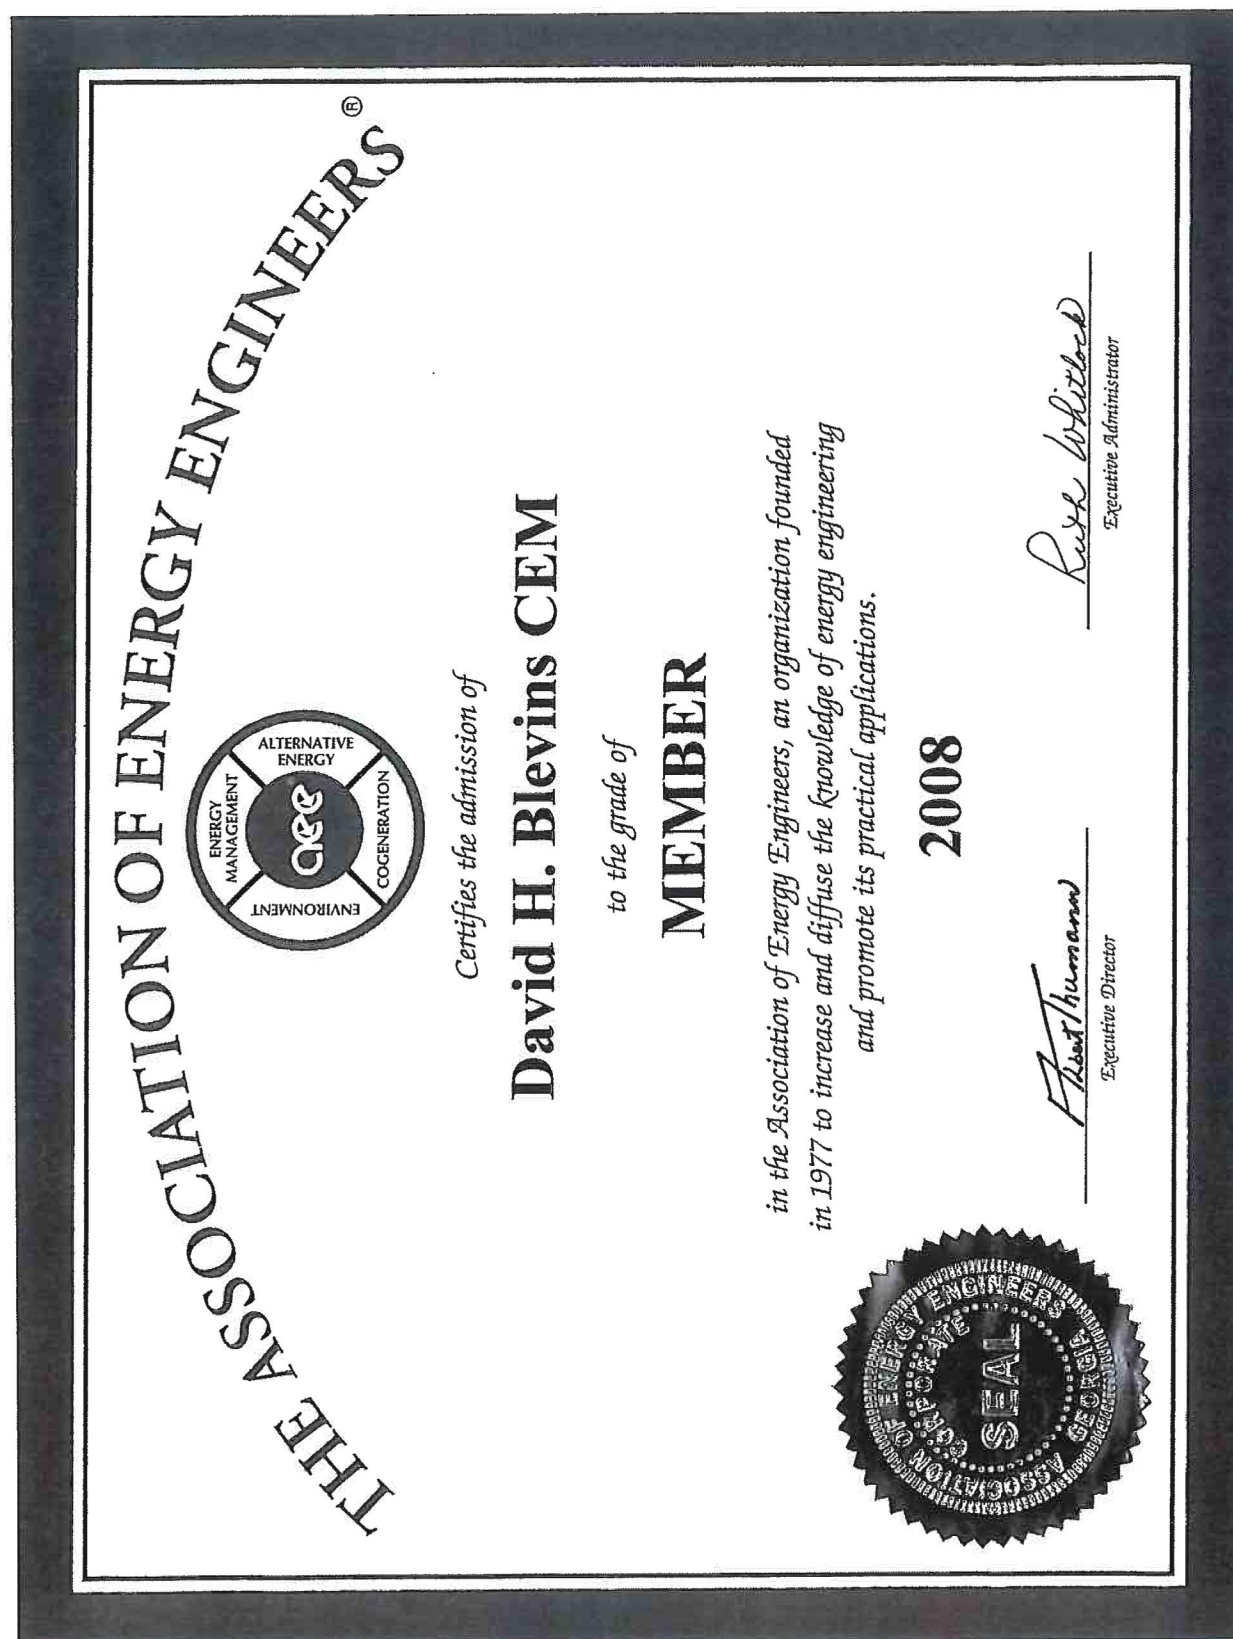 THE ASSOCIATION OF ENERGY ENGINEERS®
ENERGY
MANAGEMENT
ALTERNATIVE
ENERGY
ENVIRONMENT
COGENERATION
aee
Certifies the admission of
David H. Blevins CEM
to the grade of
MEMBER
in the Association of Energy Engineers, an organization founded
in 1977 to increase and diffuse the knowledge of energy engineering
and promote its practical applications.
2008
Albert Thumann
Executive Director
Ruth Whitlock
Executive Administrator
ASSOCIATION OF ENERGY ENGINEERS
CORPORATE
SEAL
GEORGIA